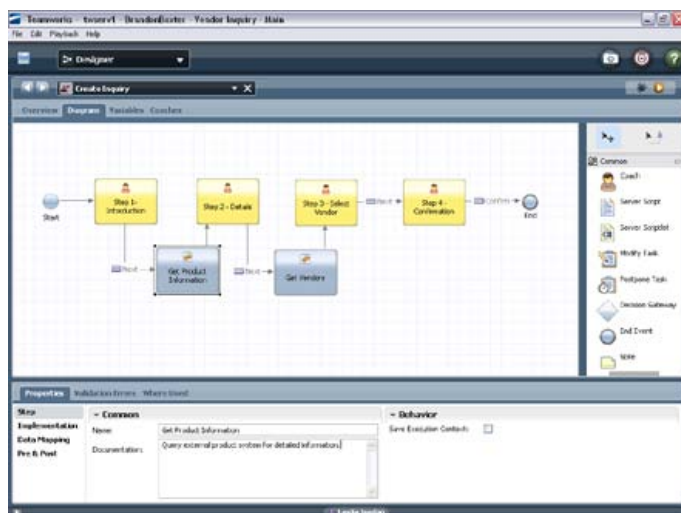 Teamworks - twserv1 - BrandonBaxter - Vendor Inquiry - Main
File Edit Playback Help
Designer
Create Inquiry
Overview Diagram Variables Coaches
Start
Step 1-
Introduction
Step 2 - Details
Step 3 - Select
Vendor
Next
Step 4 -
Confirmation
Confirm
End
Next
Get Product
Information
Next
Get Vendors
Common
Coach
Server Script
Server Scriptlet
Modify Task
Postpone Task
Decision Gateway
End Event
Note
Properties Validation Errors Where Used
Step
Implementation
Data Mapping
Pre & Post
Common
Name: Get Product Information
Documentation: Query external product system for detailed information.
Behavior
Save Execution Context: